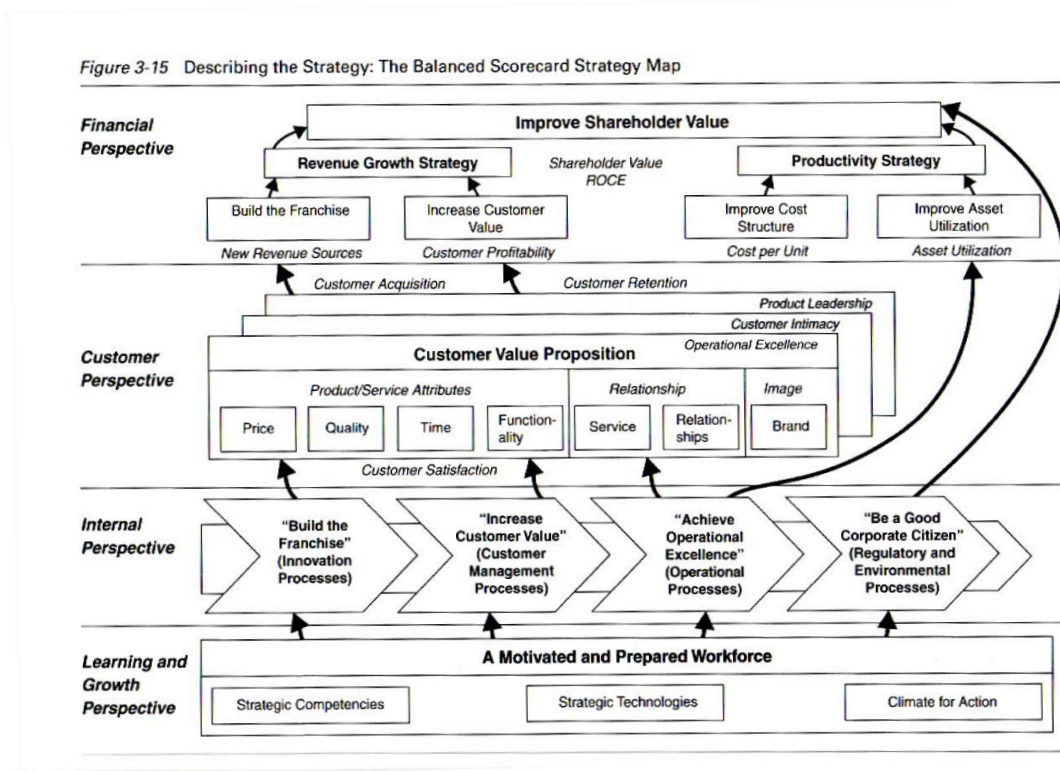 Figure 3-15 Describing the Strategy: The Balanced Scorecard Strategy Map
Financial
Perspective
Improve Shareholder Value
Revenue Growth Strategy
Shareholder Value
ROCE
Productivity Strategy
Build the Franchise
Increase Customer
Value
Improve Cost
Structure
Improve Asset
Utilization
New Revenue Sources
Customer Profitability
Cost per Unit
Asset Utilization
Customer Acquisition
Customer Retention
Product Leadership
Customer Intimacy
Operational Excellence
Customer
Perspective
Customer Value Proposition
Product/Service Attributes
Relationship
Image
Price
Quality
Time
Function-
ality
Service
Relation-
ships
Brand
Customer Satisfaction
Internal
Perspective
"Build the
Franchise"
(Innovation
Processes)
"Increase
Customer Value"
(Customer
Management
Processes)
"Achieve
Operational
Excellence"
(Operational
Processes)
"Be a Good
Corporate Citizen"
(Regulatory and
Environmental
Processes)
Learning and
Growth
Perspective
A Motivated and Prepared Workforce
Strategic Competencies
Strategic Technologies
Climate for Action